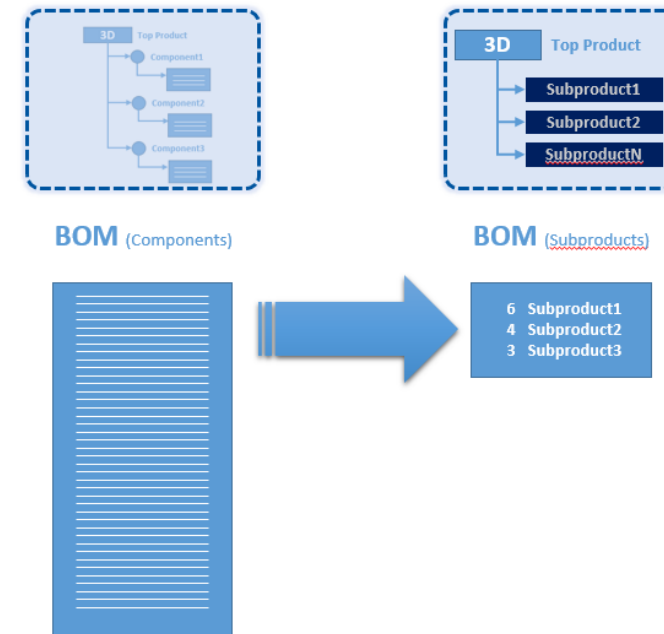 3D Top Product
Component1
Component2
Component3
3D Top Product
Subproduct1
Subproduct2
SubproductN
BOM (Components)
BOM (Subproducts)
6 Subproduct1
4 Subproduct2
3 Subproduct3